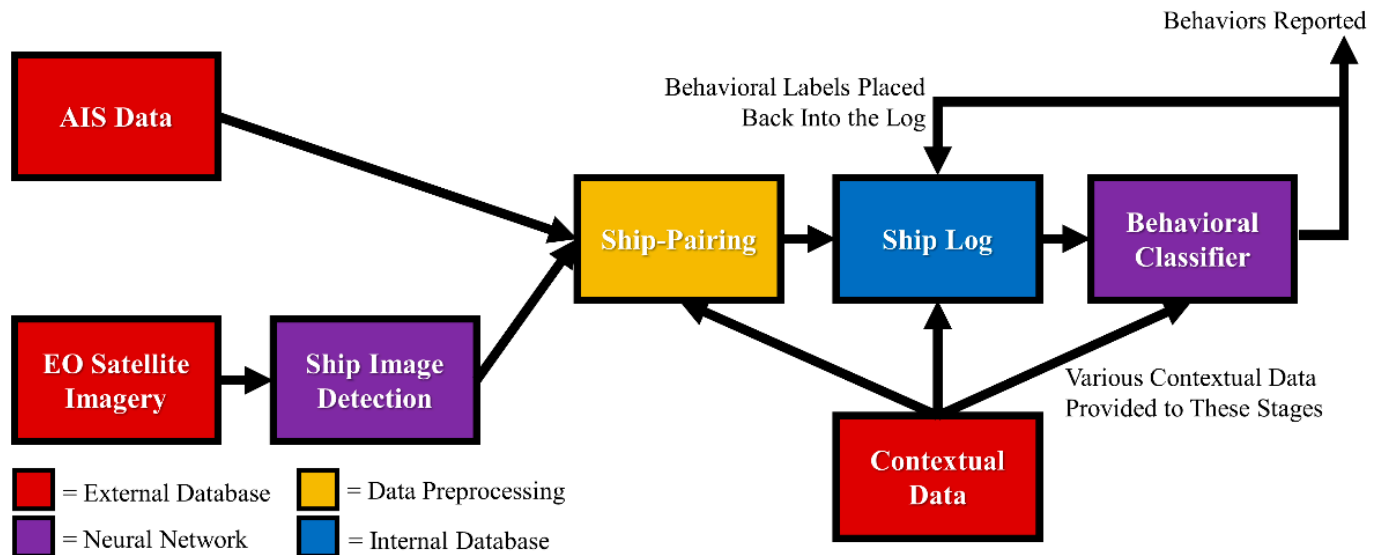 Behaviors Reported
Behavioral Labels Placed
Back Into the Log
AIS Data
Ship-Pairing
Ship Log
Behavioral
Classifier
EO Satellite
Imagery
Ship Image
Detection
Various Contextual Data
Provided to These Stages
Contextual
Data
= External Database
= Data Preprocessing
= Neural Network
= Internal Database